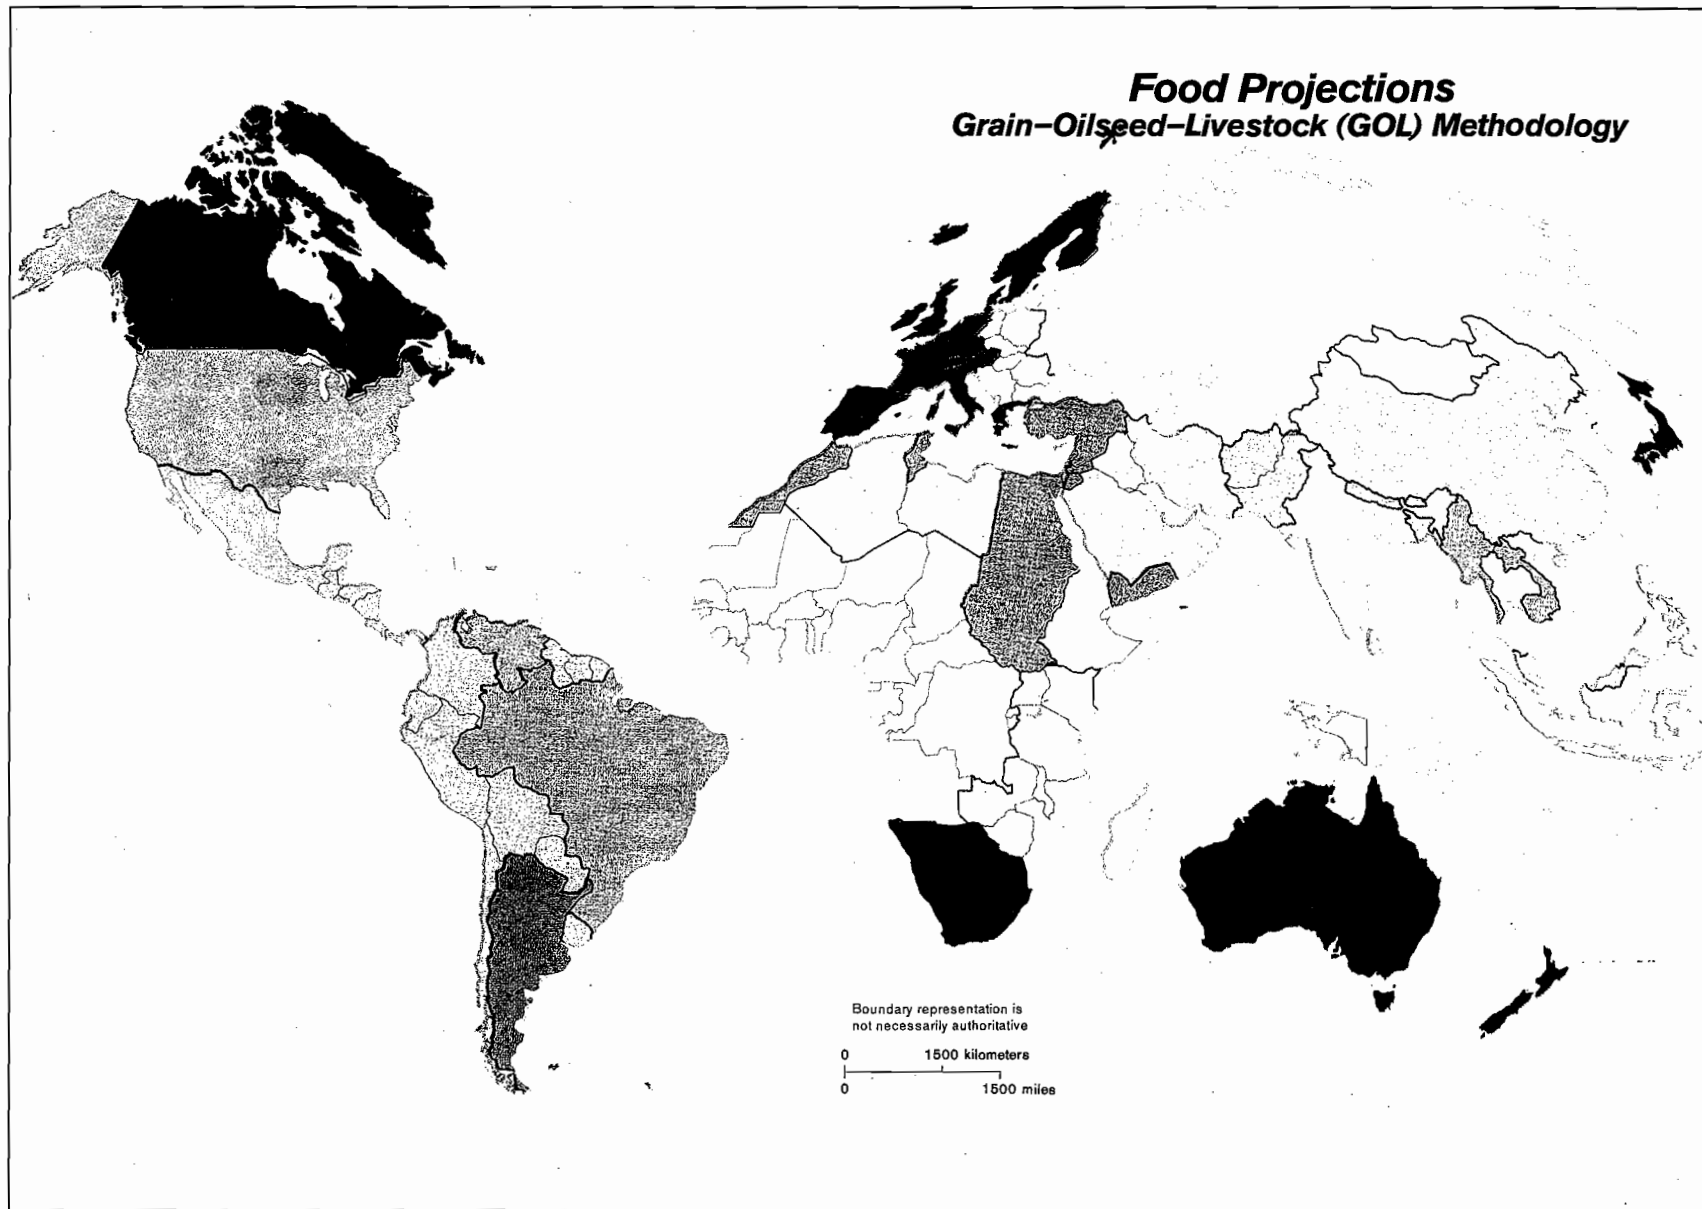 Food Projections
Grain–Oilseed–Livestock (GOL) Methodology
Boundary representation is
not necessarily authoritative
0 1500 kilometers
0 1500 miles